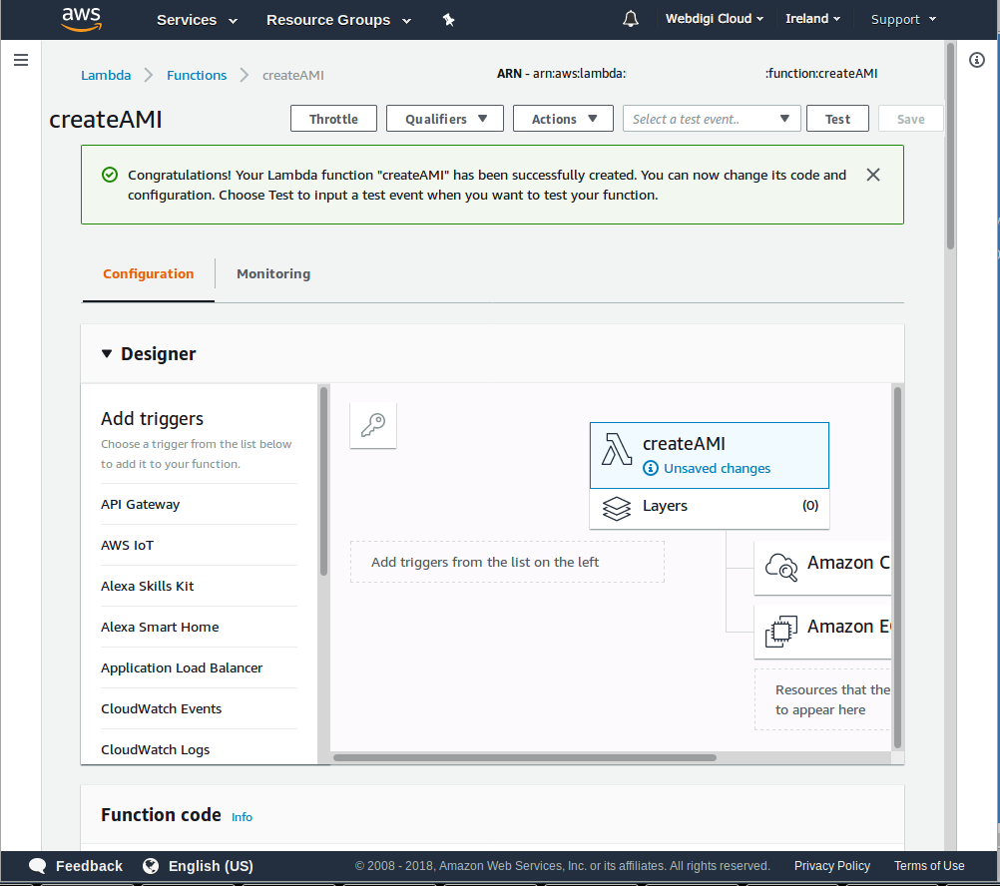 aws Services Resource Groups Webdigi Cloud Ireland Support
Lambda Functions createAMI ARN - arn:aws:lambda: :function:createAMI
createAMI Throttle Qualifiers Actions Select a test event.. Test Save
Congratulations! Your Lambda function "createAMI" has been successfully created. You can now change its code and
configuration. Choose Test to input a test event when you want to test your function.
Configuration Monitoring
Designer
Add triggers
Choose a trigger from the list below
to add it to your function.
API Gateway
AWS IoT
Alexa Skills Kit
Alexa Smart Home
Application Load Balancer
CloudWatch Events
CloudWatch Logs
createAMI
Unsaved changes
Layers (0)
Add triggers from the list on the left
Amazon C
Amazon E
Resources that the
to appear here
Function code Info
Feedback English (US) © 2008 - 2018, Amazon Web Services, Inc. or its affiliates. All rights reserved. Privacy Policy Terms of Use